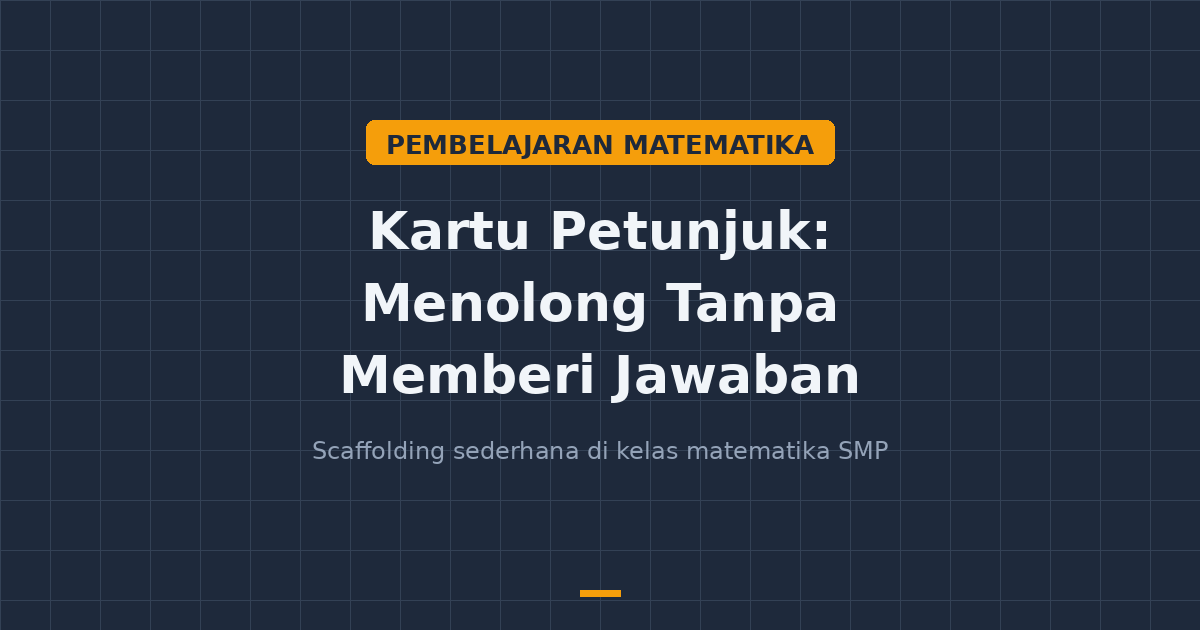 PEMBELAJARAN MATEMATIKA
Kartu Petunjuk:
Menolong Tanpa
Memberi Jawaban
Scaffolding sederhana di kelas matematika SMP